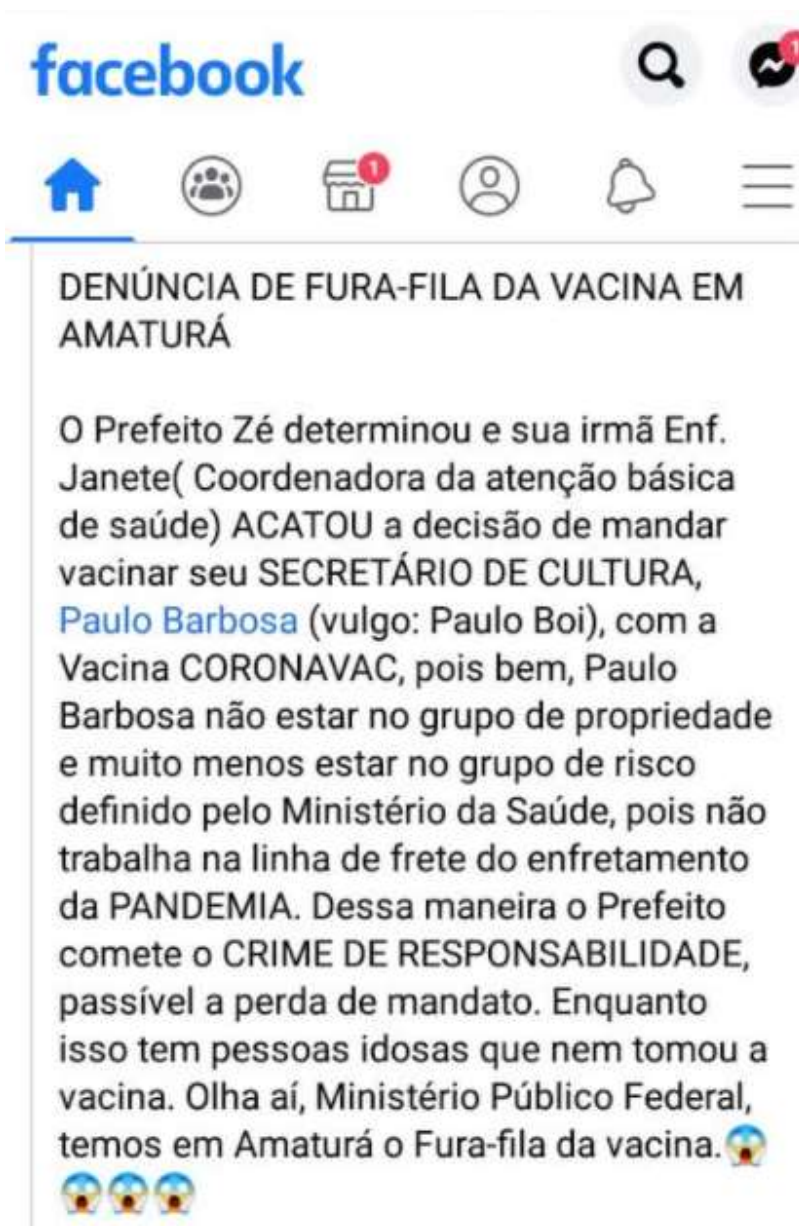 facebook
1
1
DENÚNCIA DE FURA-FILA DA VACINA EM
AMATURÁ
O Prefeito Zé determinou e sua irmã Enf.
Janete( Coordenadora da atenção básica
de saúde) ACATOU a decisão de mandar
vacinar seu SECRETÁRIO DE CULTURA,
Paulo Barbosa (vulgo: Paulo Boi), com a
Vacina CORONAVAC, pois bem, Paulo
Barbosa não estar no grupo de propriedade
e muito menos estar no grupo de risco
definido pelo Ministério da Saúde, pois não
trabalha na linha de frete do enfretamento
da PANDEMIA. Dessa maneira o Prefeito
comete o CRIME DE RESPONSABILIDADE,
passível a perda de mandato. Enquanto
isso tem pessoas idosas que nem tomou a
vacina. Olha aí, Ministério Público Federal,
temos em Amaturá o Fura-fila da vacina.😱
😱😱😱